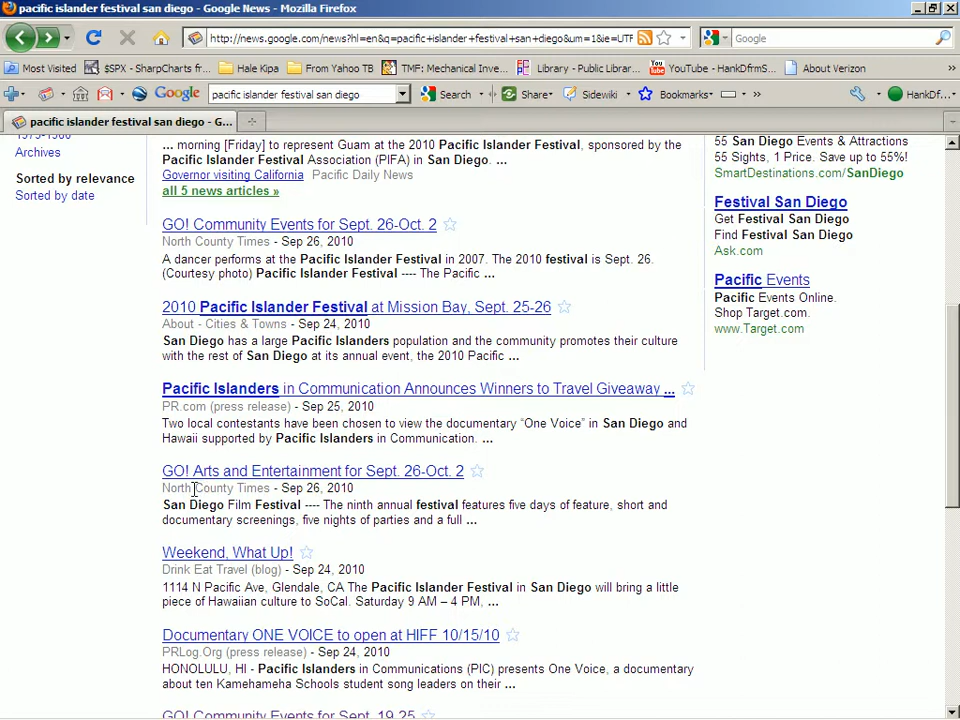 pacific islander festival san diego - Google News - Mozilla Firefox
http://news.google.com/news?hl=en&q=pacific+islander+festival+san+diego&um=1&ie=UTF
Google
Most Visited
$SPX - SharpCharts fr...
Hale Kipa
From Yahoo TB
TMF: Mechanical Inve...
Library - Public Librar...
YouTube - HankDfrmS...
About Verizon
Google pacific islander festival san diego Search Share Sidewiki Bookmarks HankDf...
pacific islander festival san diego - G...
Archives
Sorted by relevance
Sorted by date
... morning [Friday] to represent Guam at the 2010 Pacific Islander Festival, sponsored by the
Pacific Islander Festival Association (PIFA) in San Diego. ...
Governor visiting California Pacific Daily News
all 5 news articles »
GO! Community Events for Sept. 26-Oct. 2
North County Times - Sep 26, 2010
A dancer performs at the Pacific Islander Festival in 2007. The 2010 festival is Sept. 26.
(Courtesy photo) Pacific Islander Festival ---- The Pacific ...
2010 Pacific Islander Festival at Mission Bay, Sept. 25-26
About - Cities & Towns - Sep 24, 2010
San Diego has a large Pacific Islanders population and the community promotes their culture
with the rest of San Diego at its annual event, the 2010 Pacific ...
Pacific Islanders in Communication Announces Winners to Travel Giveaway ...
PR.com (press release) - Sep 25, 2010
Two local contestants have been chosen to view the documentary “One Voice” in San Diego and
Hawaii supported by Pacific Islanders in Communication. ...
GO! Arts and Entertainment for Sept. 26-Oct. 2
North County Times - Sep 26, 2010
San Diego Film Festival ---- The ninth annual festival features five days of feature, short and
documentary screenings, five nights of parties and a full ...
Weekend, What Up!
Drink Eat Travel (blog) - Sep 24, 2010
1114 N Pacific Ave, Glendale, CA The Pacific Islander Festival in San Diego will bring a little
piece of Hawaiian culture to SoCal. Saturday 9 AM – 4 PM, ...
Documentary ONE VOICE to open at HIFF 10/15/10
PRLog.Org (press release) - Sep 24, 2010
HONOLULU, HI - Pacific Islanders in Communications (PIC) presents One Voice, a documentary
about ten Kamehameha Schools student song leaders on their ...
GO! Community Events for Sept. 19-25
55 San Diego Events & Attractions
55 Sights, 1 Price. Save up to 55%!
SmartDestinations.com/SanDiego
Festival San Diego
Get Festival San Diego
Find Festival San Diego
Ask.com
Pacific Events
Pacific Events Online.
Shop Target.com.
www.Target.com